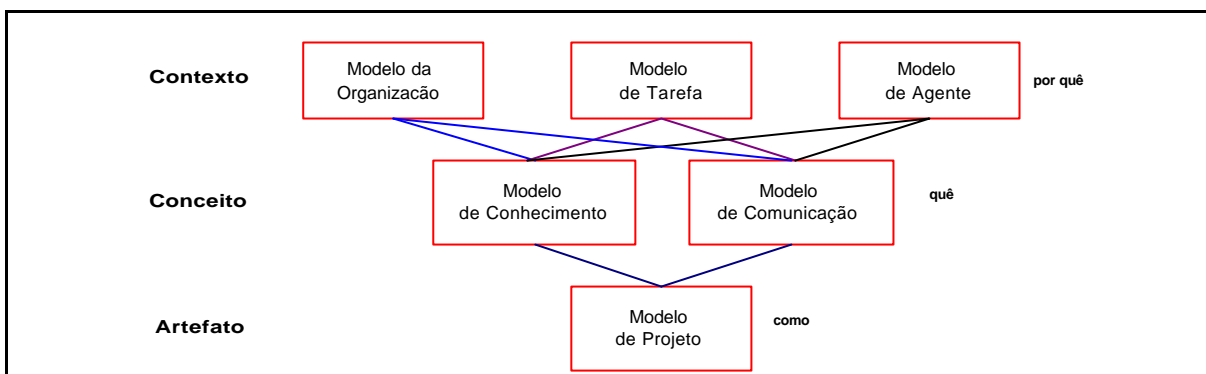 Contexto
Modelo da
Organizacão
Modelo
de Tarefa
Modelo
de Agente
por quê
Conceito
Modelo
de Conhecimento
Modelo
de Comunicação
quê
Artefato
Modelo
de Projeto
como